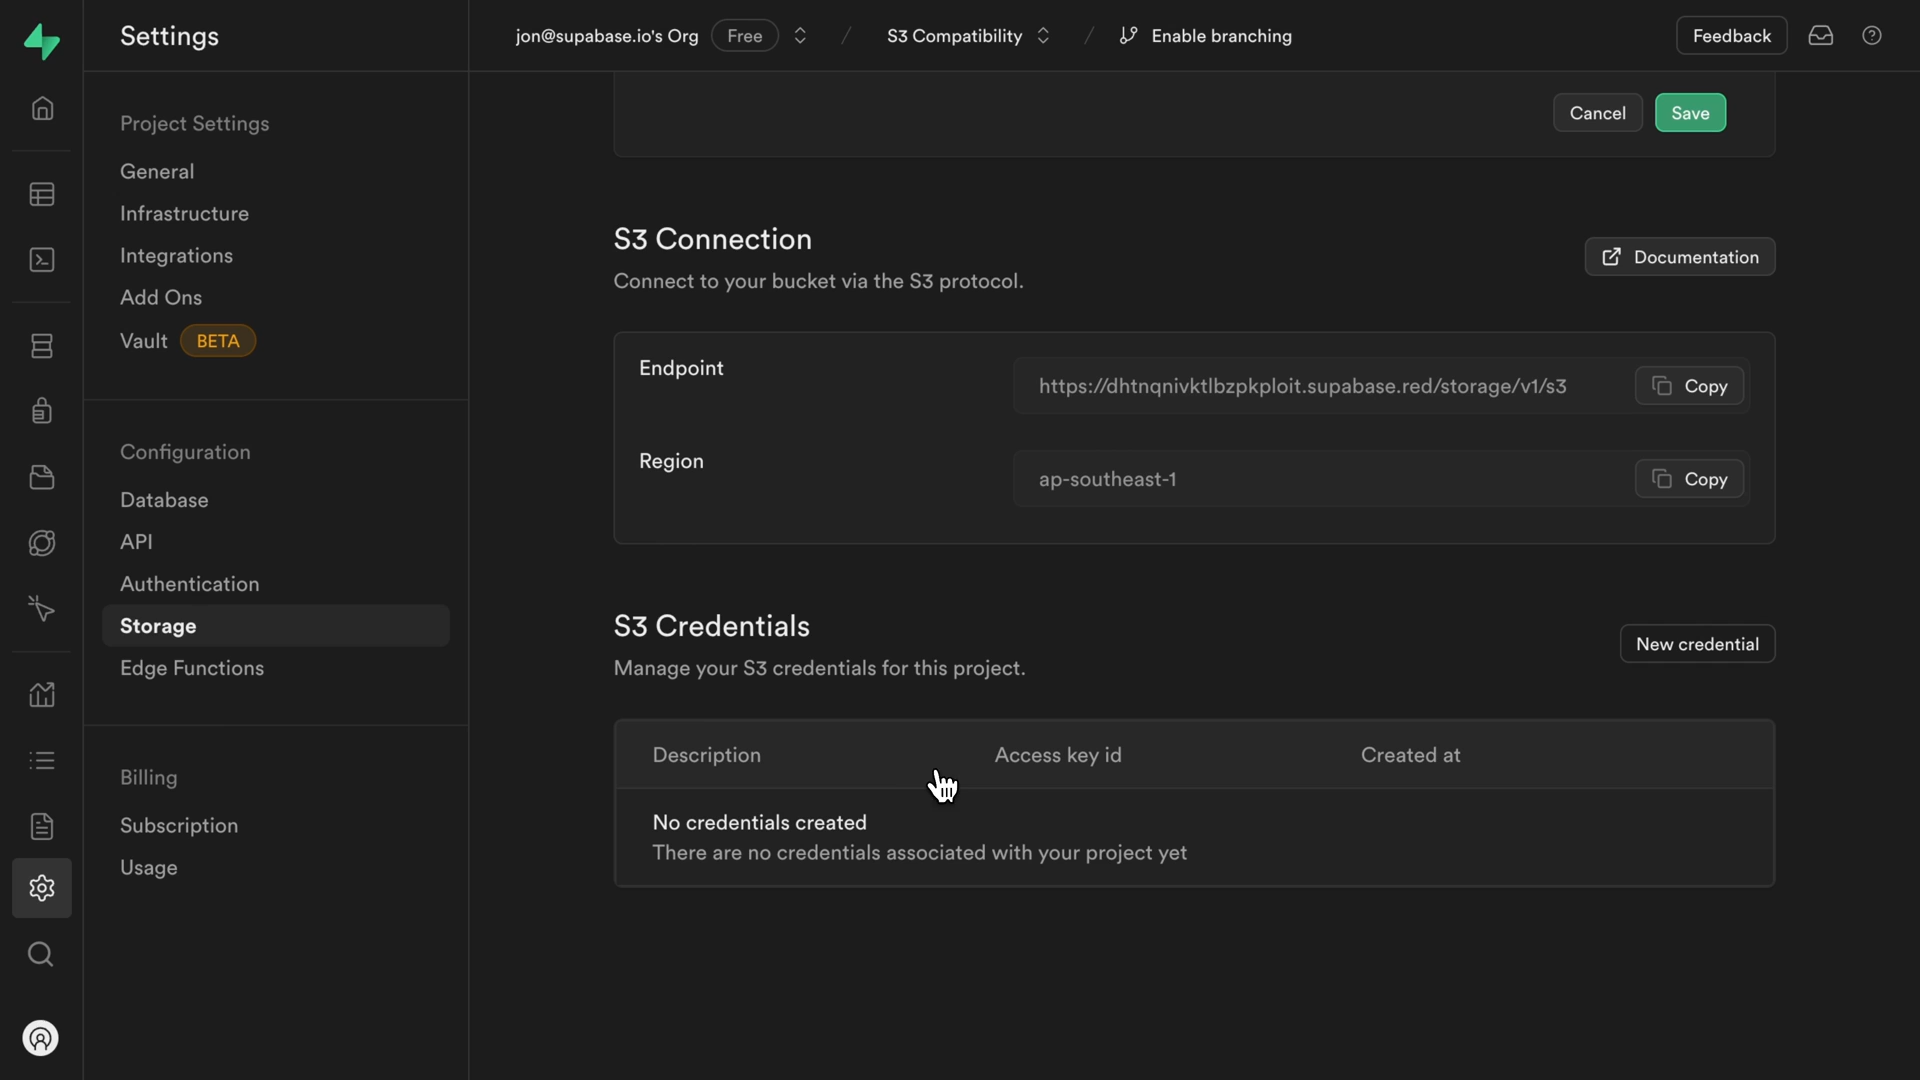 Settings
jon@supabase.io's Org Free / S3 Compatibility / Enable branching
Feedback
Project Settings
General
Infrastructure
Integrations
Add Ons
Vault BETA
Configuration
Database
API
Authentication
Storage
Edge Functions
Billing
Subscription
Usage
Cancel Save
S3 Connection
Connect to your bucket via the S3 protocol.
Documentation
Endpoint
https://dhtnqnivktlbzpkploit.supabase.red/storage/v1/s3 Copy
Region
ap-southeast-1 Copy
S3 Credentials
Manage your S3 credentials for this project.
New credential
Description Access key id Created at
No credentials created
There are no credentials associated with your project yet